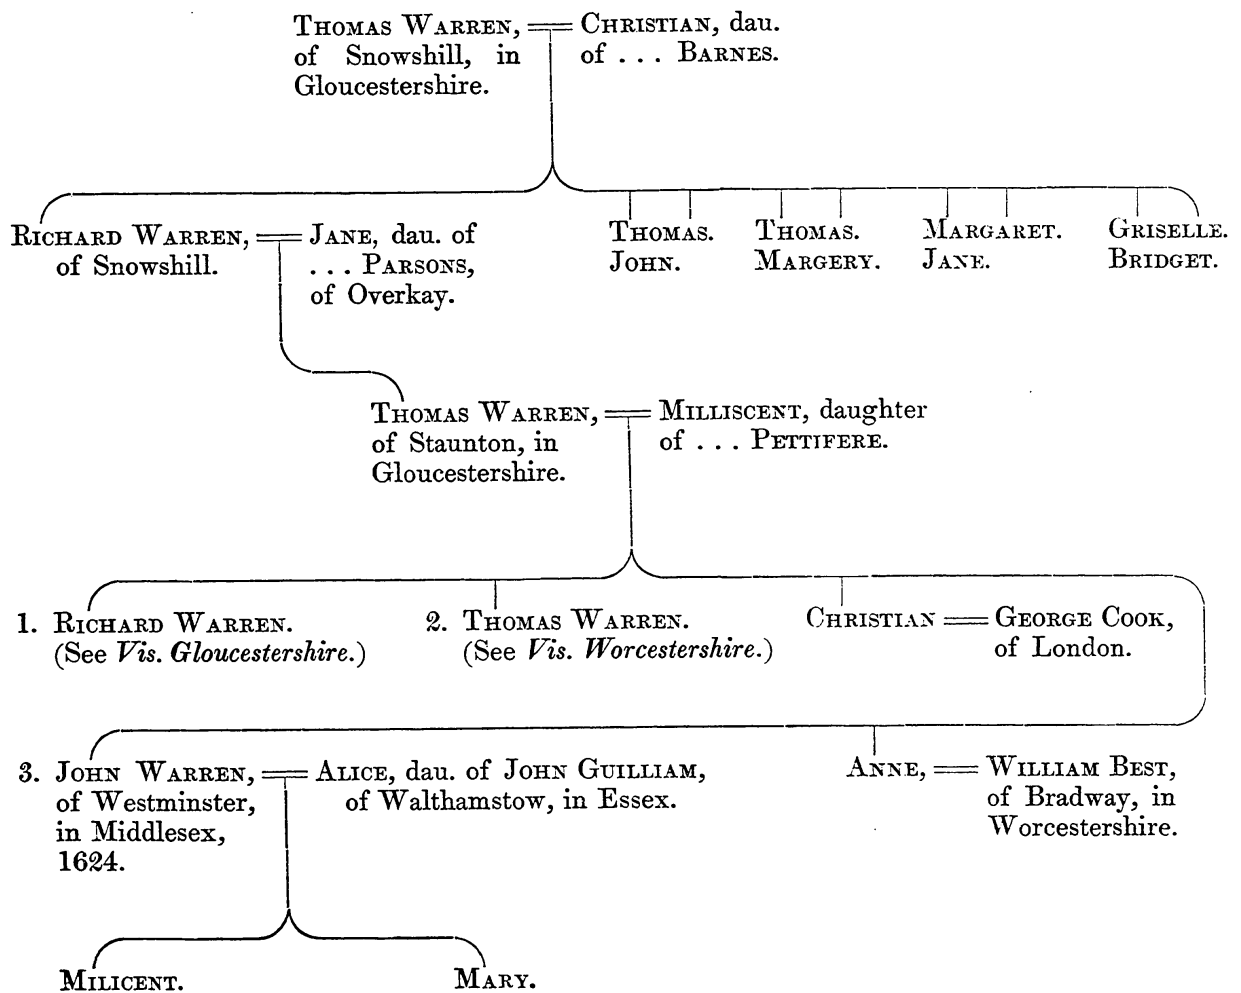 THOMAS WARREN,
of Snowshill, in
Gloucestershire.
CHRISTIAN, dau.
of . . . BARNES.
RICHARD WARREN,
of Snowshill.
JANE, dau. of
. . . PARSONS,
of Overkay.
THOMAS.
JOHN.
THOMAS.
MARGERY.
MARGARET.
JANE.
GRISELLE.
BRIDGET.
THOMAS WARREN,
of Staunton, in
Gloucestershire.
MILLISCENT, daughter
of . . . PETTIFERE.
1. RICHARD WARREN.
(See Vis. Gloucestershire.)
2. THOMAS WARREN.
(See Vis. Worcestershire.)
CHRISTIAN
GEORGE COOK,
of London.
3. JOHN WARREN,
of Westminster,
in Middlesex,
1624.
ALICE, dau. of JOHN GUILLIAM,
of Walthamstow, in Essex.
ANNE,
WILLIAM BEST,
of Bradway, in
Worcestershire.
MILICENT.
MARY.